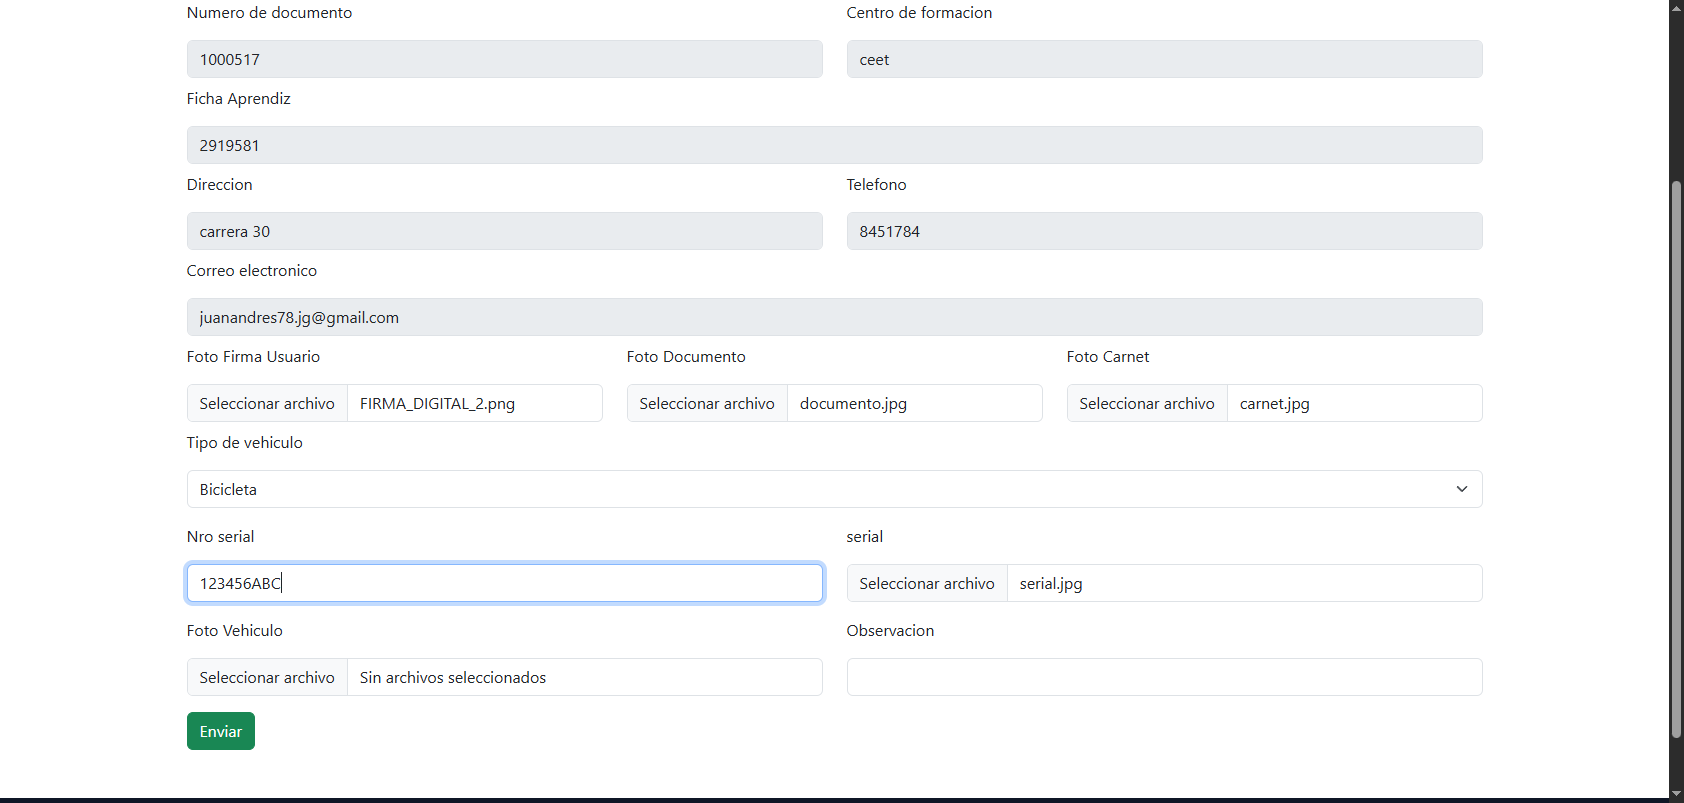 Numero de documento
Centro de formacion
1000517
ceet
Ficha Aprendiz
2919581
Direccion
Telefono
carrera 30
8451784
Correo electronico
juanandres78.jg@gmail.com
Foto Firma Usuario
Foto Documento
Foto Carnet
Seleccionar archivo FIRMA_DIGITAL_2.png
Seleccionar archivo documento.jpg
Seleccionar archivo carnet.jpg
Tipo de vehiculo
Bicicleta
Nro serial
serial
123456ABC
Seleccionar archivo serial.jpg
Foto Vehiculo
Observacion
Seleccionar archivo Sin archivos seleccionados
Enviar